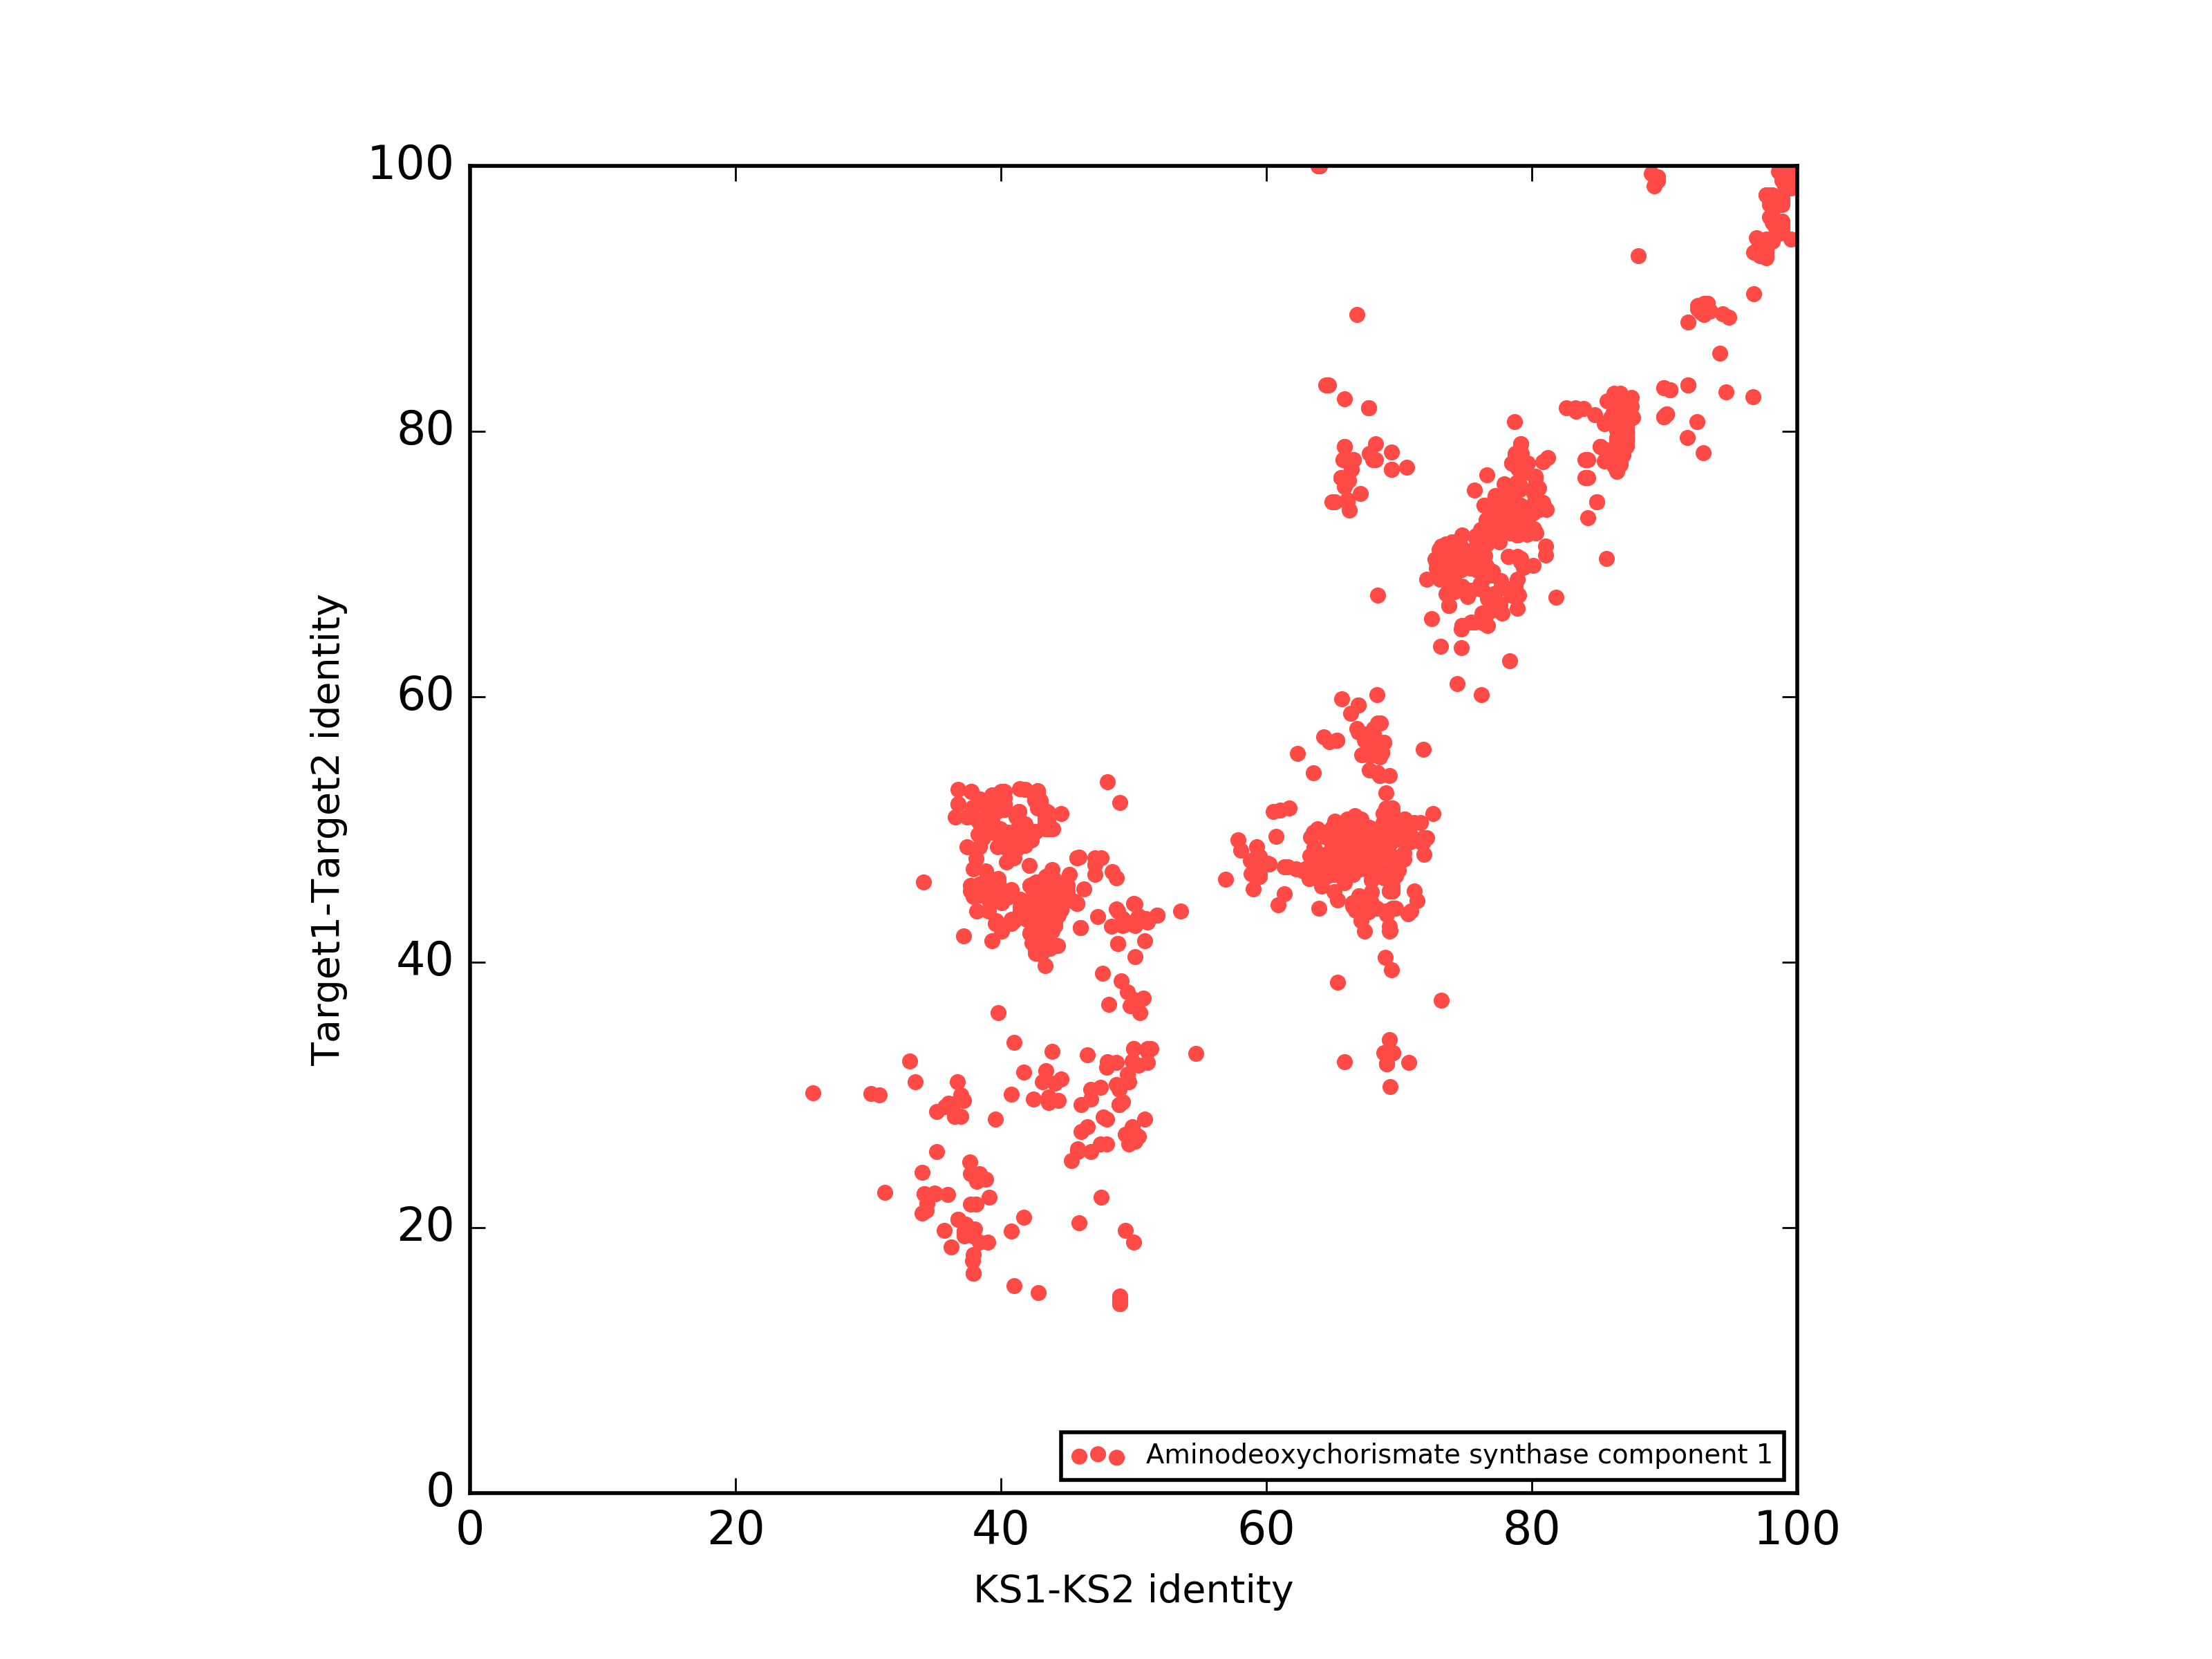 100
80
60
40
20
0
Target1-Target2 identity
Aminodeoxychorismate synthase component 1
0 20 40 60 80 100
KS1-KS2 identity